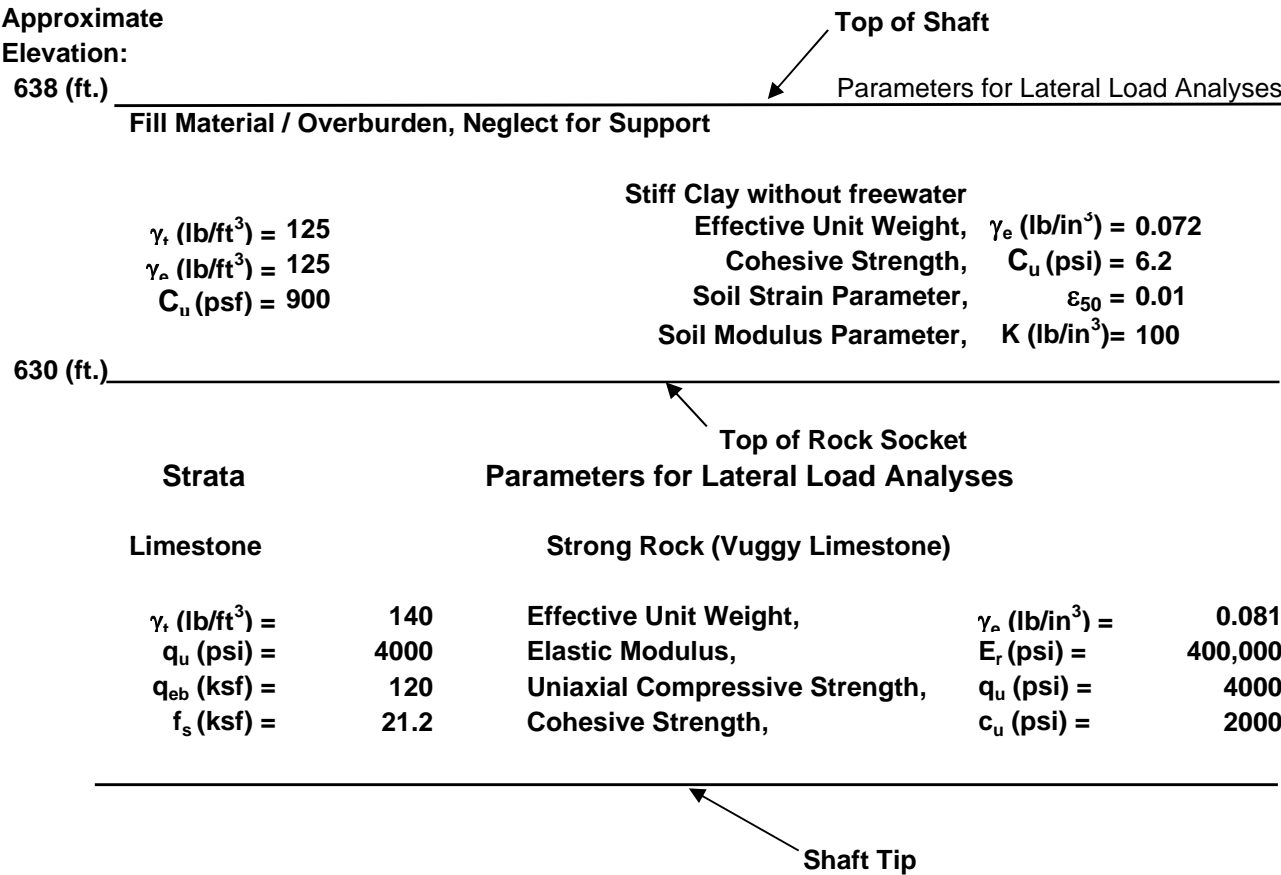 Approximate
Elevation:
Top of Shaft
638 (ft.)
Parameters for Lateral Load Analyses
Fill Material / Overburden, Neglect for Support
Stiff Clay without freewater
γt (lb/ft³) = 125
Effective Unit Weight, γe (lb/in³) = 0.072
γe (lb/ft³) = 125
Cohesive Strength, Cu (psi) = 6.2
Cu (psf) = 900
Soil Strain Parameter, ε50 = 0.01
Soil Modulus Parameter, K (lb/in³)= 100
630 (ft.)
Top of Rock Socket
Strata Parameters for Lateral Load Analyses
Limestone Strong Rock (Vuggy Limestone)
γt (lb/ft³) = 140 Effective Unit Weight, γe (lb/in³) = 0.081
qu (psi) = 4000 Elastic Modulus, Er (psi) = 400,000
qeb (ksf) = 120 Uniaxial Compressive Strength, qu (psi) = 4000
fs (ksf) = 21.2 Cohesive Strength, cu (psi) = 2000
Shaft Tip